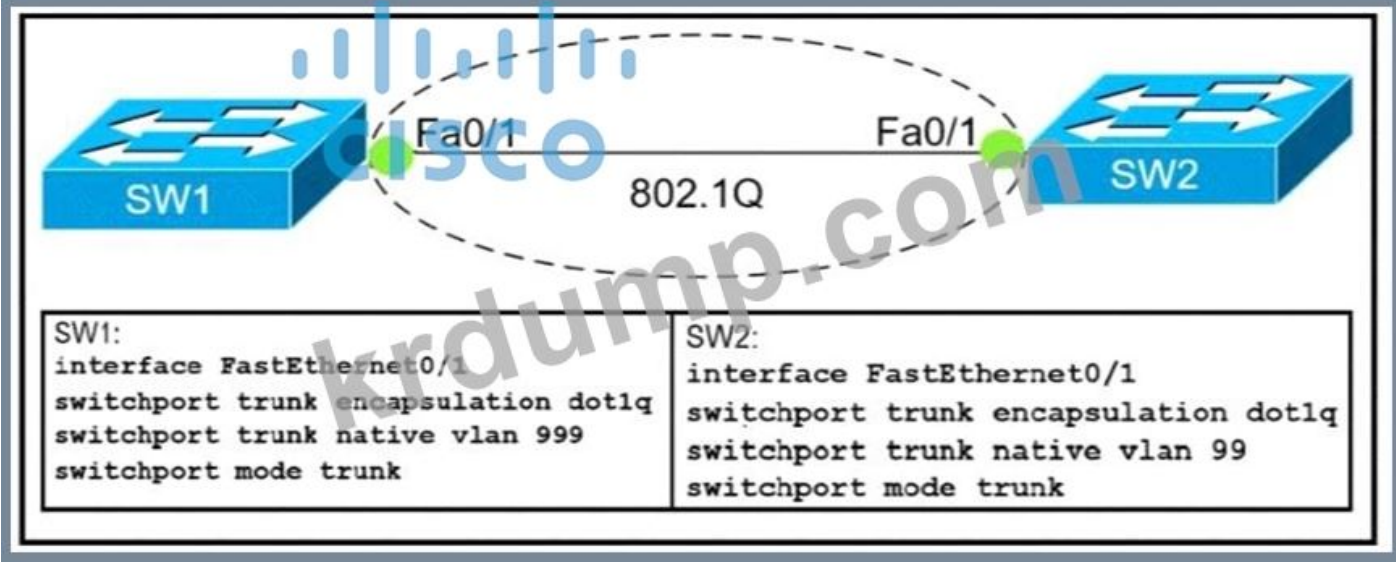 cisco
Fa0/1
Fa0/1
SW1
802.1Q
SW2
krdump.com
SW1:
interface FastEthernet0/1
switchport trunk encapsulation dot1q
switchport trunk native vlan 999
switchport mode trunk
SW2:
interface FastEthernet0/1
switchport trunk encapsulation dot1q
switchport trunk native vlan 99
switchport mode trunk